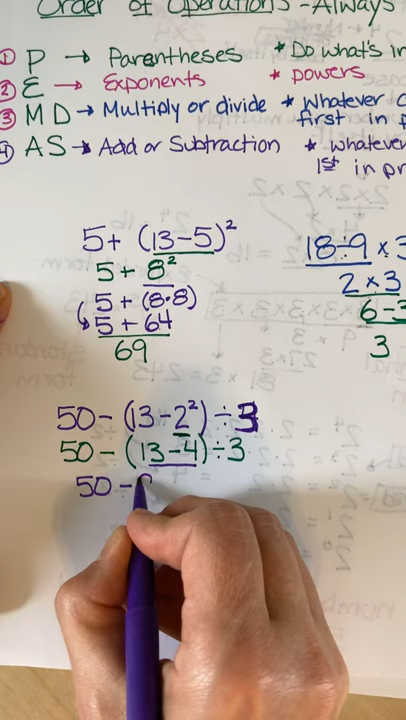 Order of Operations - Always
① P → Parentheses * Do what's in
② E → Exponents * powers
③ M D → Multiply or divide * Whatever
first in
④ AS → Add or Subtraction * whatever
1st in
5 + (13-5)²
5 + 8²
5 + (8·8)
5 + 64
69
18÷9 × 3
2 × 3
6-3
3
50 - (13-2²) ÷ 3
50 - (13-4) ÷ 3
50 -